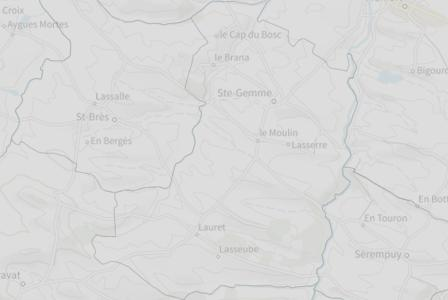 Croix
Aygues Mortes
le Cap du Bosc
le Brana
Bigourd
Ste-Gemme
Lassalle
St-Brès
le Moulin
Lasserre
En Bergès
En Bot
En Touron
Lauret
Lasseube
Sérempuy
avat